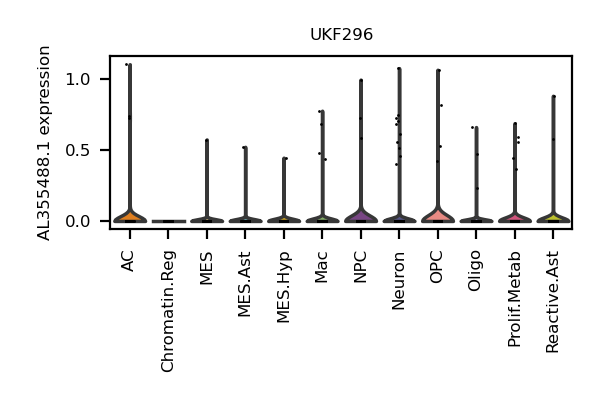 UKF296
AL355488.1 expression
1.0
0.5
0.0
AC
Chromatin.Reg
MES
MES.Ast
MES.Hyp
Mac
NPC
Neuron
OPC
Oligo
Prolif.Metab
Reactive.Ast